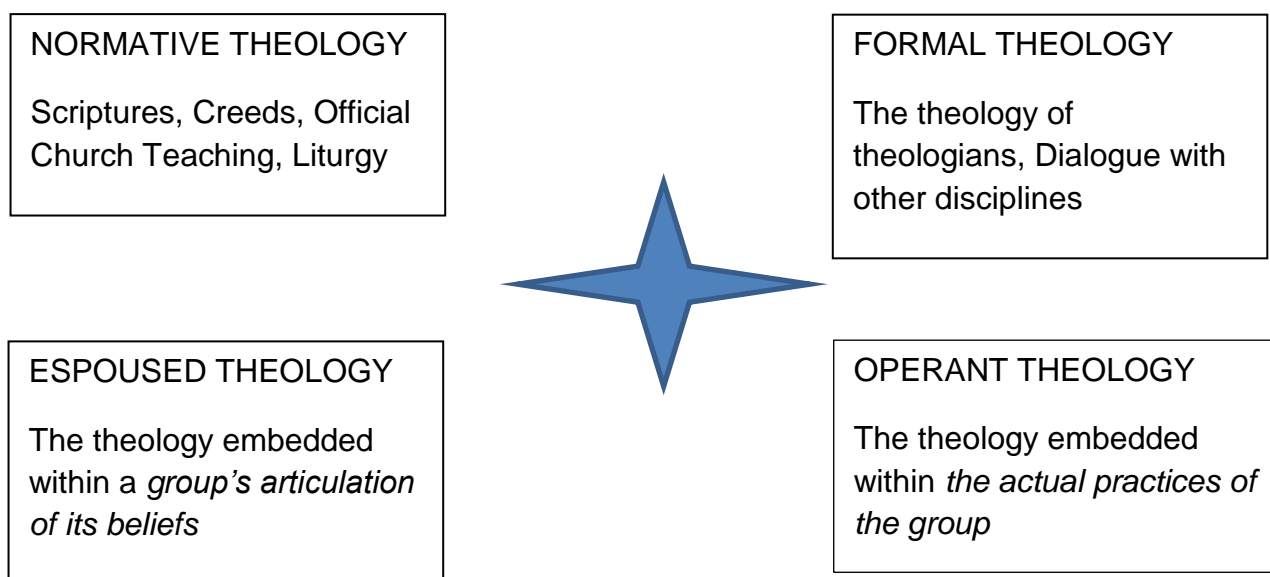 NORMATIVE THEOLOGY
Scriptures, Creeds, Official
Church Teaching, Liturgy
FORMAL THEOLOGY
The theology of
theologians, Dialogue with
other disciplines
ESPOUSED THEOLOGY
The theology embedded
within a group’s articulation
of its beliefs
OPERANT THEOLOGY
The theology embedded
within the actual practices of
the group